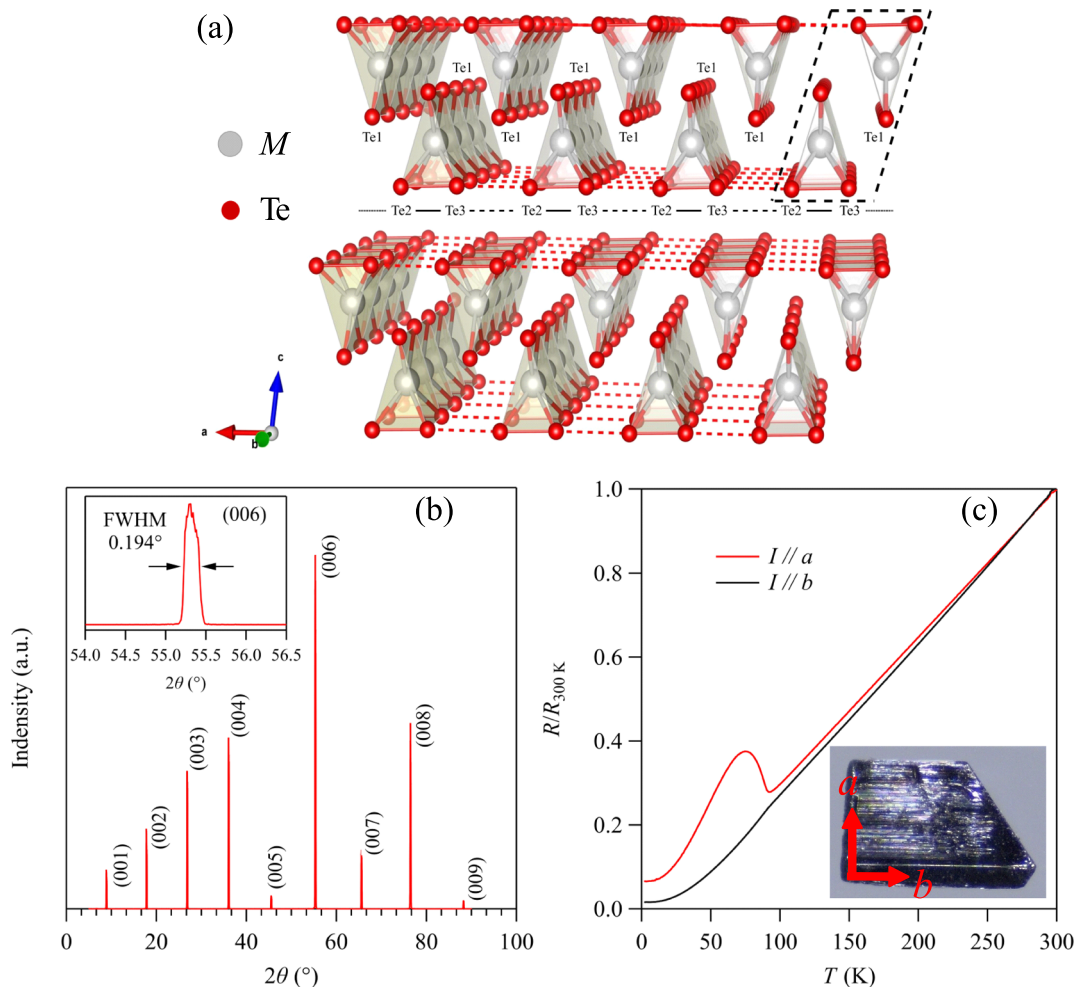 (a)
Te1 Te1 Te1 Te1
Te1 Te1 Te1 Te1
M
Te
Te2 Te3 Te2 Te3 Te2 Te3 Te2 Te3
c
a
b
(b)
FWHM
0.194°
(006)
54.0 54.5 55.0 55.5 56.0 56.5
2θ (°)
(001)
(002)
(003)
(004)
(005)
(006)
(007)
(008)
(009)
Indensity (a.u.)
0 20 40 60 80 100
2θ (°)
(c)
I // a
I // b
1.0
0.8
0.6
0.4
0.2
0.0
R/R300 K
a
b
0 50 100 150 200 250 300
T (K)